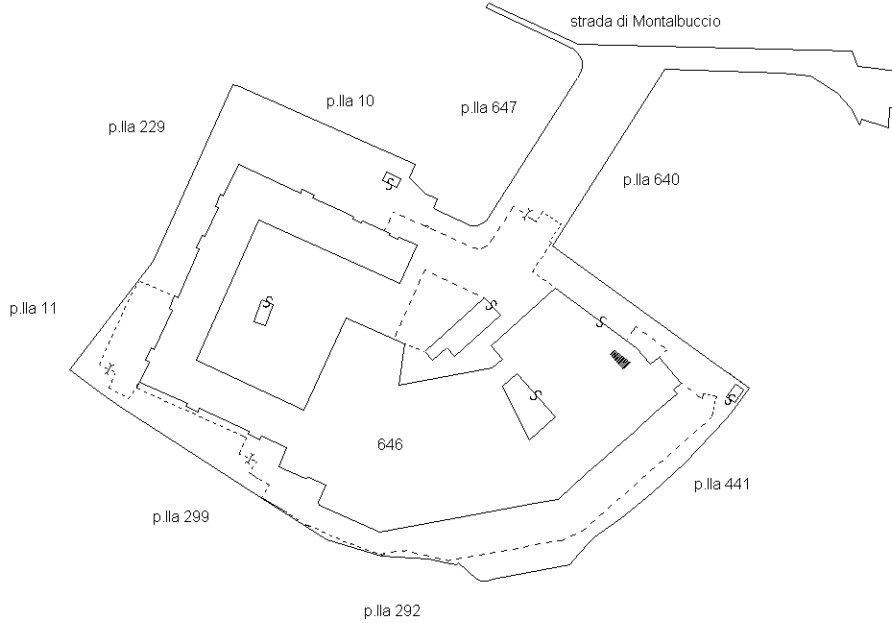 strada di Montalbuccio
p.lla 10
p.lla 647
p.lla 229
p.lla 640
p.lla 11
646
p.lla 441
p.lla 299
p.lla 292